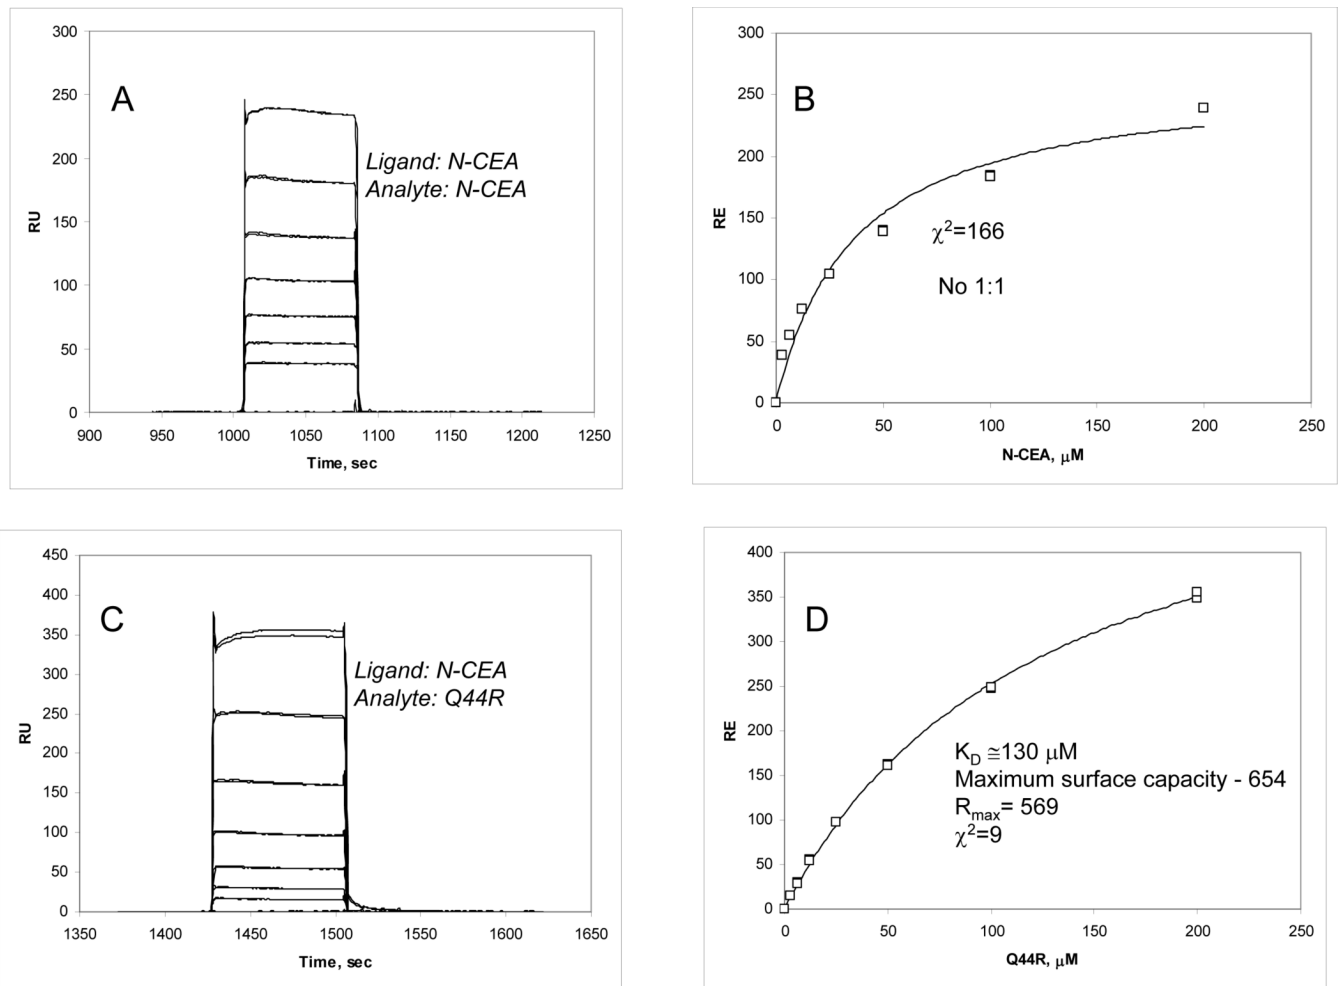 300
250
200
150
100
50
0
A
RU
Ligand: N-CEA
Analyte: N-CEA
900 950 1000 1050 1100 1150 1200 1250
Time, sec
300
250
200
150
100
50
0
B
RE
χ²=166
No 1:1
0 50 100 150 200 250
N-CEA, μM
450
400
350
300
250
200
150
100
50
0
C
RU
Ligand: N-CEA
Analyte: Q44R
1350 1400 1450 1500 1550 1600 1650
Time, sec
400
350
300
250
200
150
100
50
0
D
RE
K_D ≅130 μM
Maximum surface capacity - 654
R_max= 569
χ²=9
0 50 100 150 200 250
Q44R, μM